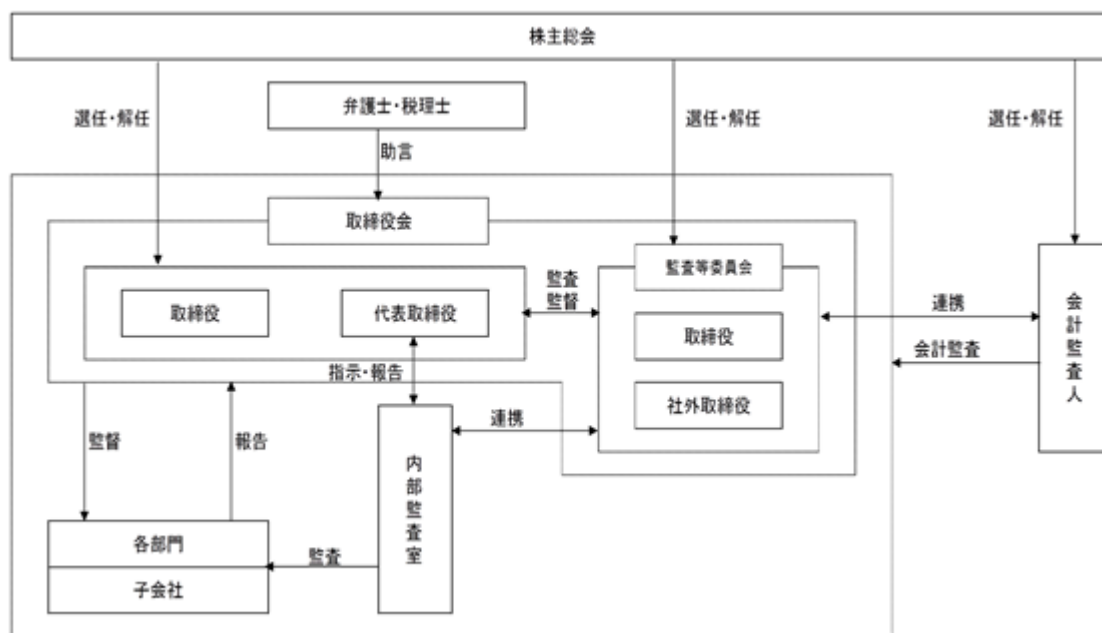 株主総会
弁護士・税理士
選任・解任
選任・解任
選任・解任
助言
取締役会
監査等委員会
監査
監督
取締役
代表取締役
取締役
連携
会計監査
会計監査人
指示・報告
社外取締役
連携
監督
報告
内部監査室
各部門
監査
子会社